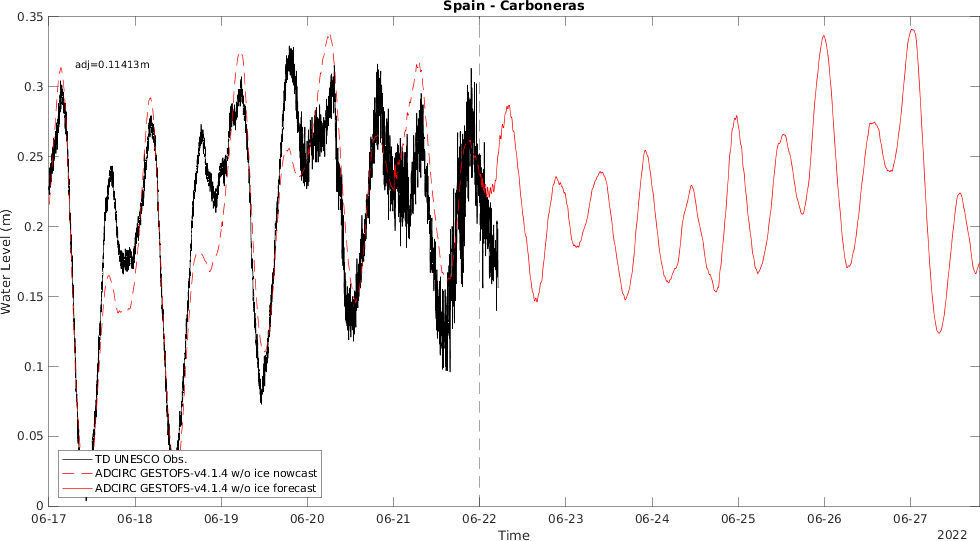 Spain - Carboneras
0.35
adj=0.11413m
0.3
0.25
0.2
0.15
0.1
0.05
0
Water Level (m)
TD UNESCO Obs.
ADCIRC GESTOFS-v4.1.4 w/o ice nowcast
ADCIRC GESTOFS-v4.1.4 w/o ice forecast
06-17 06-18 06-19 06-20 06-21 06-22 06-23 06-24 06-25 06-26 06-27
Time
2022